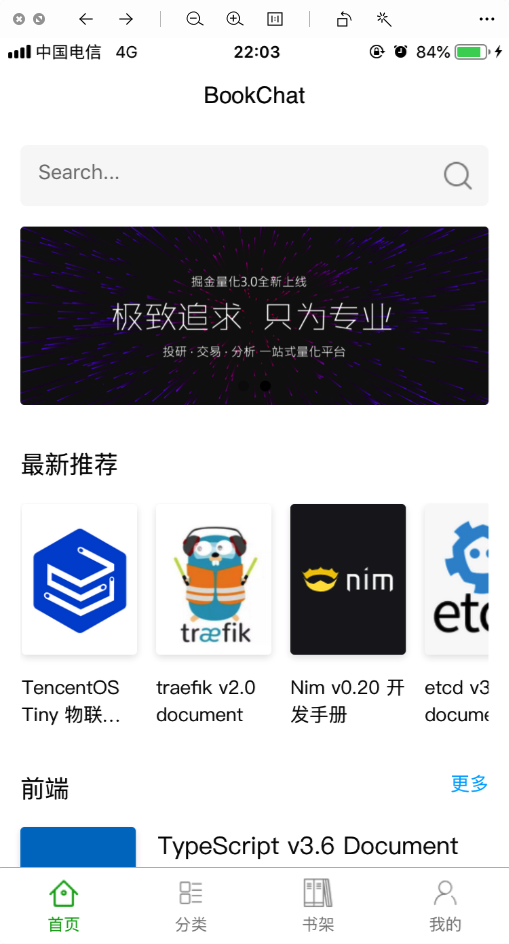 中国电信 4G 22:03 84%
BookChat
Search...
掘金量化3.0全新上线
极致追求 只为专业
投研 · 交易 · 分析 一站式量化平台
最新推荐
træfik
nim
etc
TencentOS
Tiny 物联...
traefik v2.0
document
Nim v0.20 开
发手册
etcd v3
docume
前端 更多
TypeScript v3.6 Document
首页 分类 书架 我的